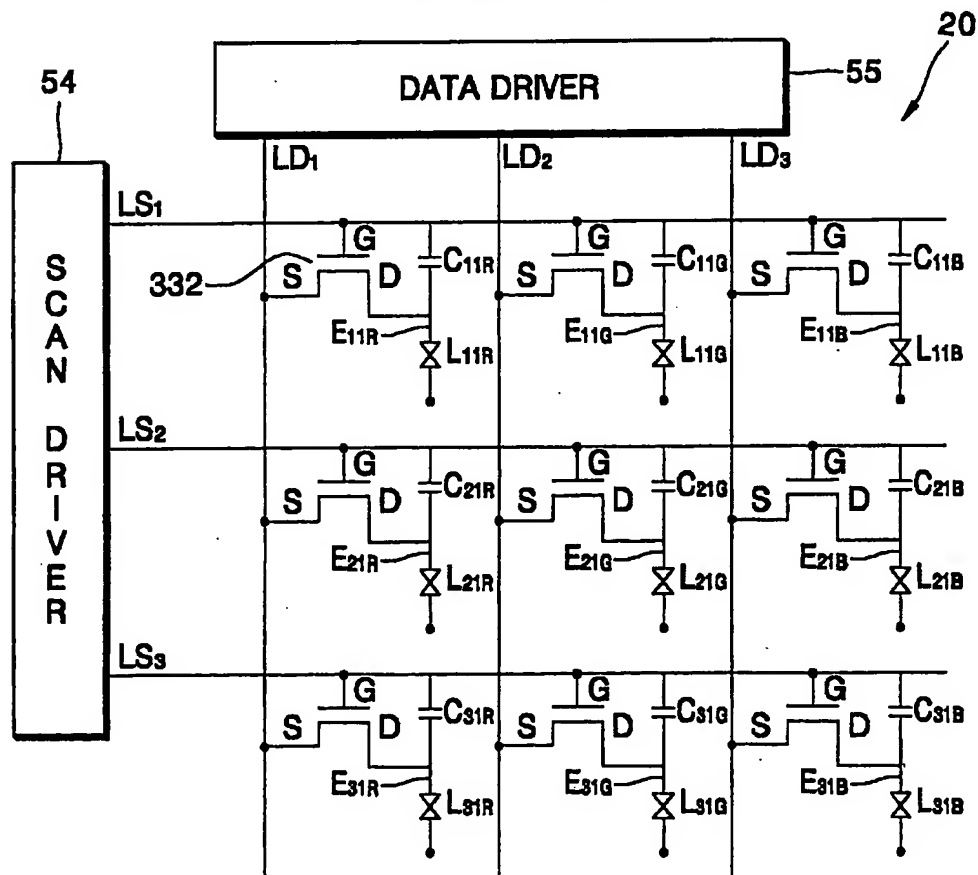 20
54
DATA DRIVER
55
LD1 LD2 LD3
SCAN DRIVER
LS1
332
S G D C11R S G D C11G S G D C11B
E11R L11R E11G L11G E11B L11B
LS2
S G D C21R S G D C21G S G D C21B
E21R L21R E21G L21G E21B L21B
LS3
S G D C31R S G D C31G S G D C31B
E31R L31R E31G L31G E31B L31B